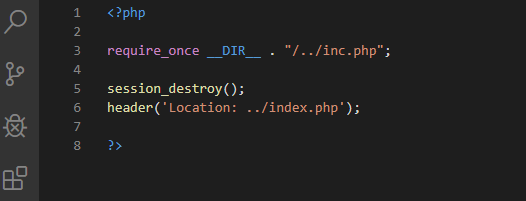 1 <?php
2
3 require_once __DIR__ . "/../inc.php";
4
5 session_destroy();
6 header('Location: ../index.php');
7
8 ?>